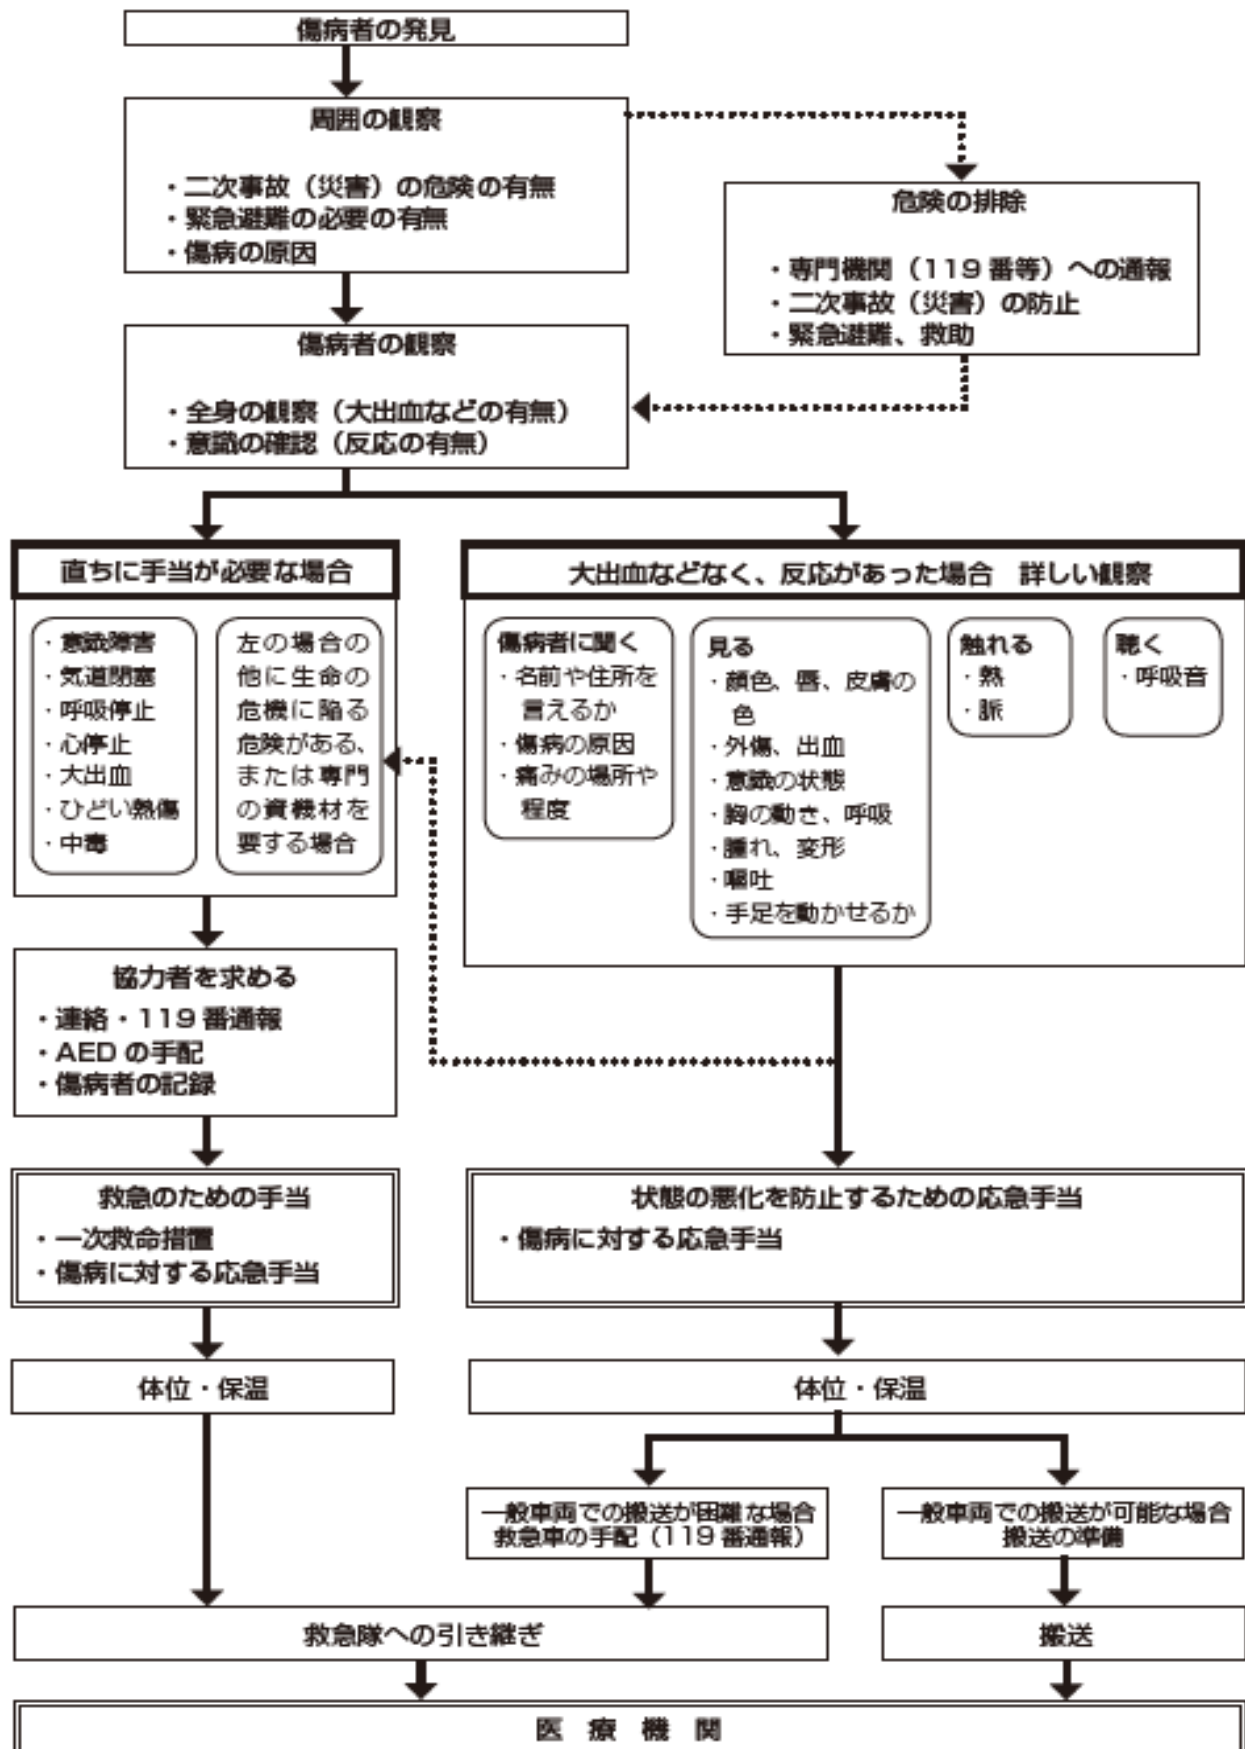 傷病者の発見
周囲の観察
・二次事故（災害）の危険の有無
・緊急避難の必要の有無
・傷病の原因
危険の排除
・専門機関（119番等）への通報
・二次事故（災害）の防止
・緊急避難、救助
傷病者の観察
・全身の観察（大出血などの有無）
・意識の確認（反応の有無）
直ちに手当が必要な場合
・意識障害
・気道閉塞
・呼吸停止
・心停止
・大出血
・ひどい熱傷
・中毒
左の場合の
他に生命の
危機に陥る
危険がある、
または専門
の資機材を
要する場合
大出血などなく、反応があった場合　詳しい観察
傷病者に聞く
・名前や住所を
言えるか
・傷病の原因
・痛みの場所や
程度
見る
・顔色、唇、皮膚の
色
・外傷、出血
・意識の状態
・胸の動き、呼吸
・腫れ、変形
・嘔吐
・手足を動かせるか
触れる
・熱
・脈
聴く
・呼吸音
協力者を求める
・連絡・119番通報
・AEDの手配
・傷病者の記録
救急のための手当
・一次救命措置
・傷病に対する応急手当
状態の悪化を防止するための応急手当
・傷病に対する応急手当
体位・保温
体位・保温
一般車両での搬送が困難な場合
救急車の手配（119番通報）
一般車両での搬送が可能な場合
搬送の準備
救急隊への引き継ぎ
搬送
医療機関